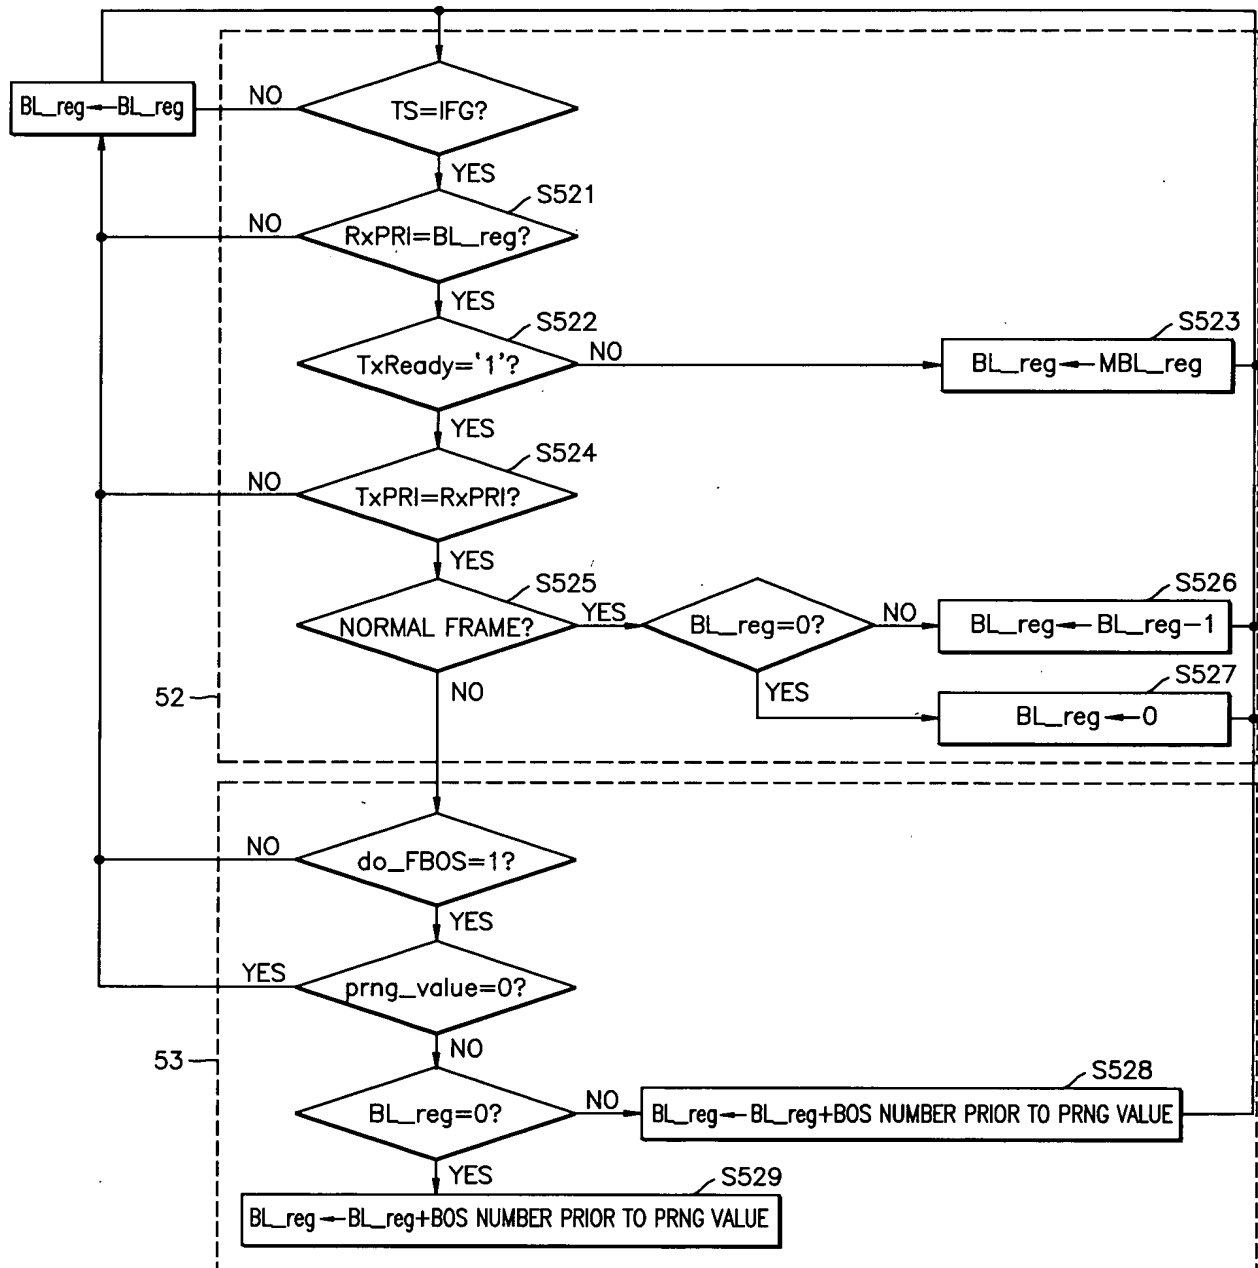 BL_reg←BL_reg
NO
TS=IFG?
YES
S521
NO
RxPRI=BL_reg?
YES
S522
TxReady='1'?
NO
S523
BL_reg←MBL_reg
YES
S524
NO
TxPRI=RxPRI?
YES
S525
NORMAL FRAME?
YES
BL_reg=0?
NO
S526
BL_reg←BL_reg-1
NO
YES
S527
BL_reg←0
52
NO
do_FBOS=1?
YES
YES
prng_value=0?
NO
53
BL_reg=0?
NO
S528
BL_reg←BL_reg+BOS NUMBER PRIOR TO PRNG VALUE
YES
S529
BL_reg←BL_reg+BOS NUMBER PRIOR TO PRNG VALUE